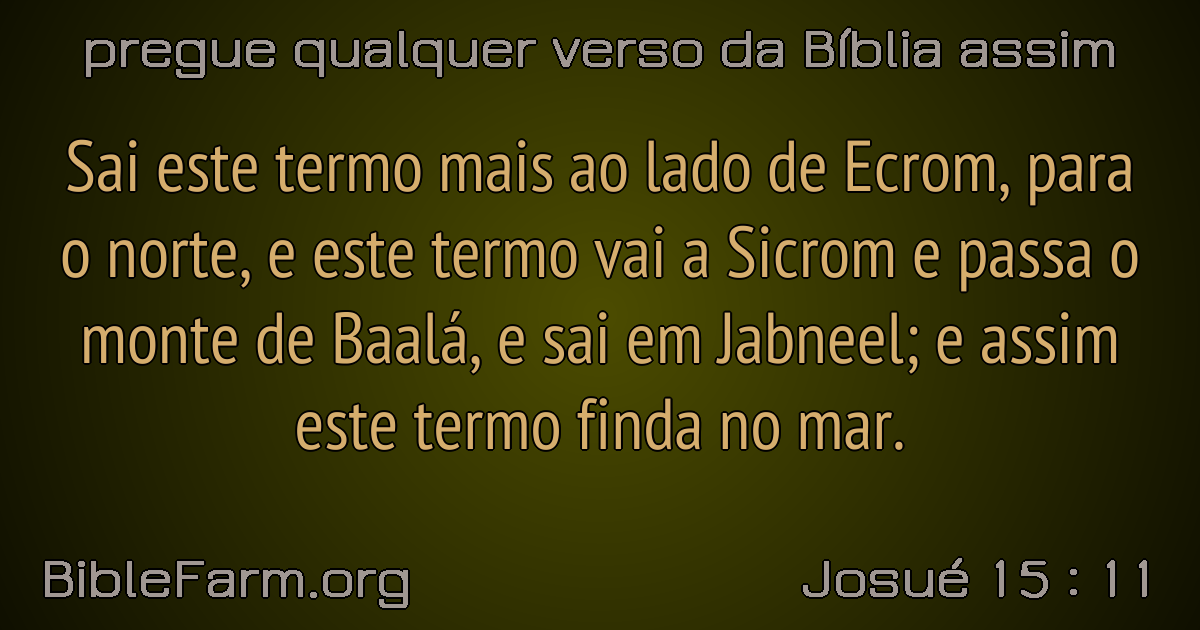 pregue qualquer verso da Bíblia assim
Sai este termo mais ao lado de Ecrom, para
o norte, e este termo vai a Sicrom e passa o
monte de Baalá, e sai em Jabneel; e assim
este termo finda no mar.
BibleFarm.org
Josué 15 : 11